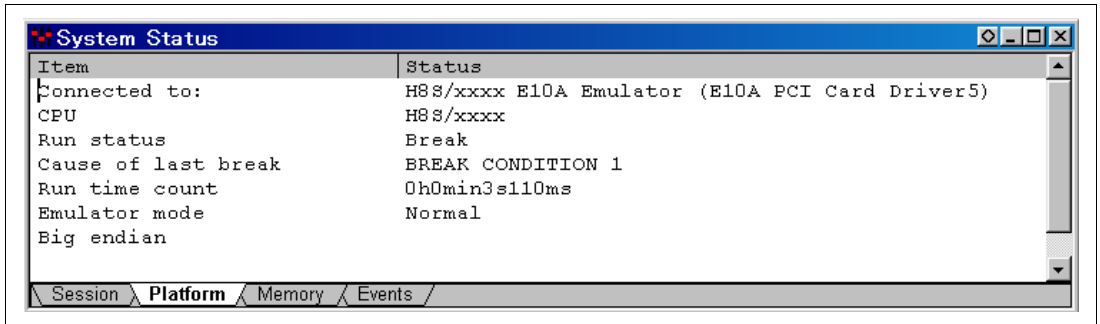 System Status
Item Status
Connected to: H8S/xxxx E10A Emulator (E10A PCI Card Driver5)
CPU H8S/xxxx
Run status Break
Cause of last break BREAK CONDITION 1
Run time count 0h0min3s110ms
Emulator mode Normal
Big endian
Session Platform Memory Events